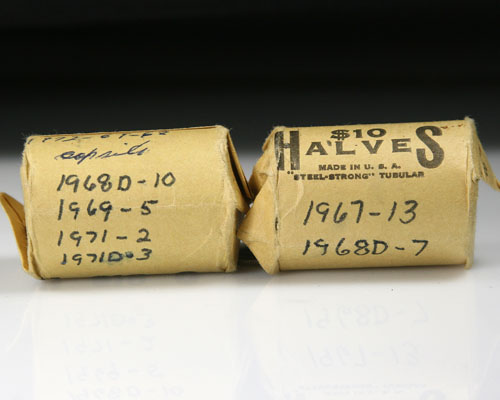 1968D-10
1969-5
1971-2
1971D-3
$10
HALVES
MADE IN U.S.A.
"STEEL-STRONG" TUBULAR
1967-13
1968D-7